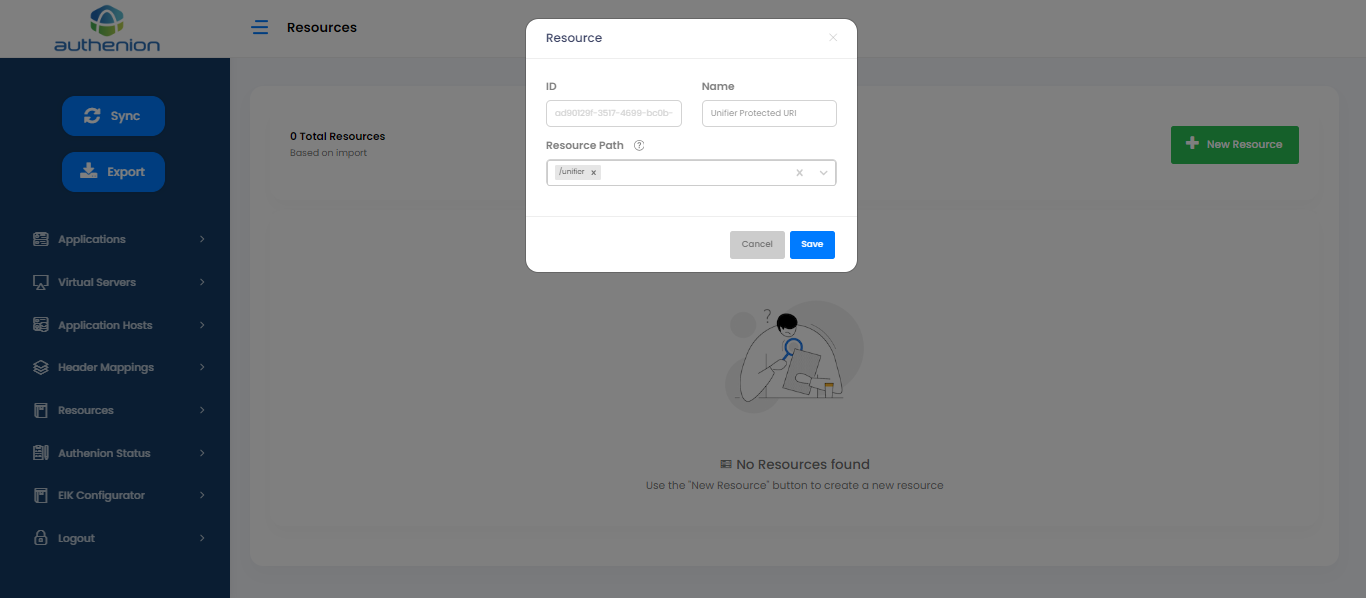 authenion
Resources
Sync
Export
Applications
Virtual Servers
Application Hosts
Header Mappings
Resources
Authenion Status
EIK Configurator
Logout
0 Total Resources
Based on import
New Resource
Resource
ID
Name
ad90129f-3517-4699-bc0b-
Unifier Protected URI
Resource Path
/unifier
Cancel
Save
?
No Resources found
Use the "New Resource" button to create a new resource